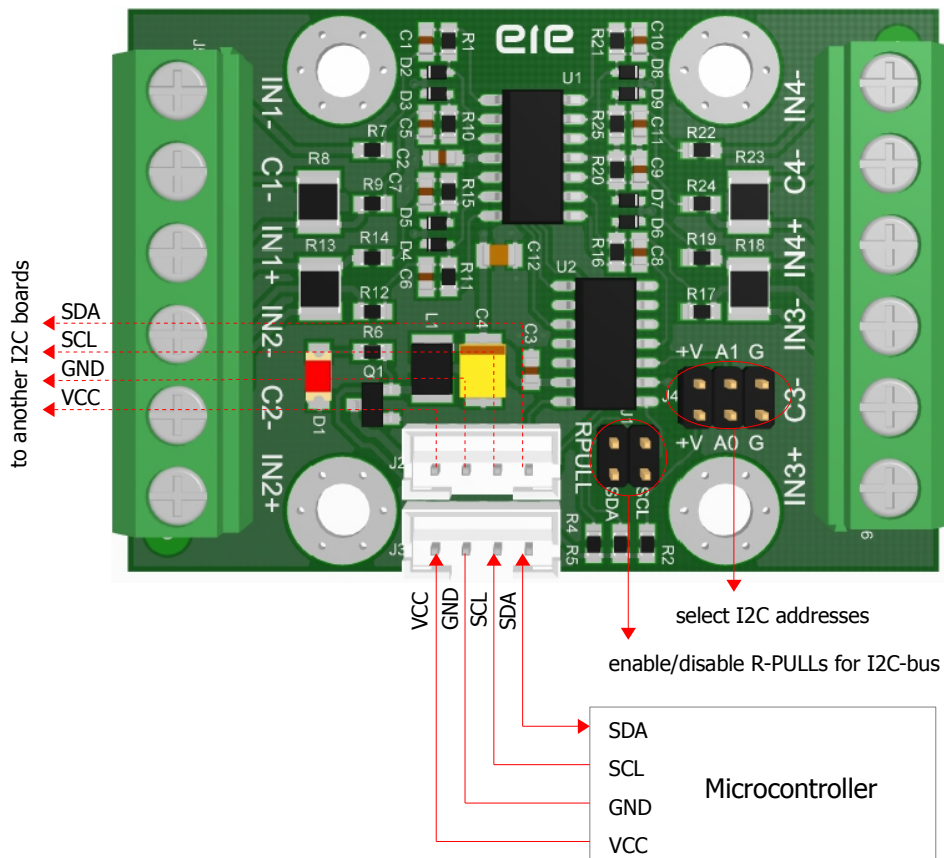 eie
J5
IN1-
C1-
IN1+
IN2-
C2-
IN2+
C1
R1
D2
D3
C5
R10
C2
C7
R15
D5
D4
C6
R11
R7
R8
R9
R13
R14
R12
R6
Q1
D1
L1
C4
C3
C12
U1
U2
R21
C10
D8
D9
R25
C11
R20
C9
D7
D6
R16
C8
R22
R23
R24
R19
R18
R17
IN4-
C4-
IN4+
IN3-
C3-
IN3+
6
+V A1 G
J4
+V A0 G
J1
RPULL
SDA
SCL
R4
R5
R2
J2
J3
to another I2C boards
SDA
SCL
GND
VCC
VCC
GND
SCL
SDA
select I2C addresses
enable/disable R-PULLs for I2C-bus
SDA
SCL
Microcontroller
GND
VCC